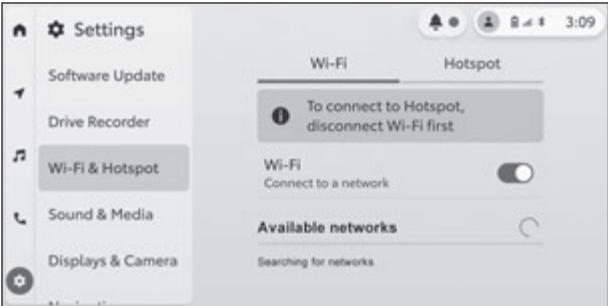 Settings
3:09
Software Update
Drive Recorder
Wi-Fi & Hotspot
Sound & Media
Displays & Camera
Wi-Fi
Hotspot
To connect to Hotspot,
disconnect Wi-Fi first
Wi-Fi
Connect to a network
Available networks
Searching for networks